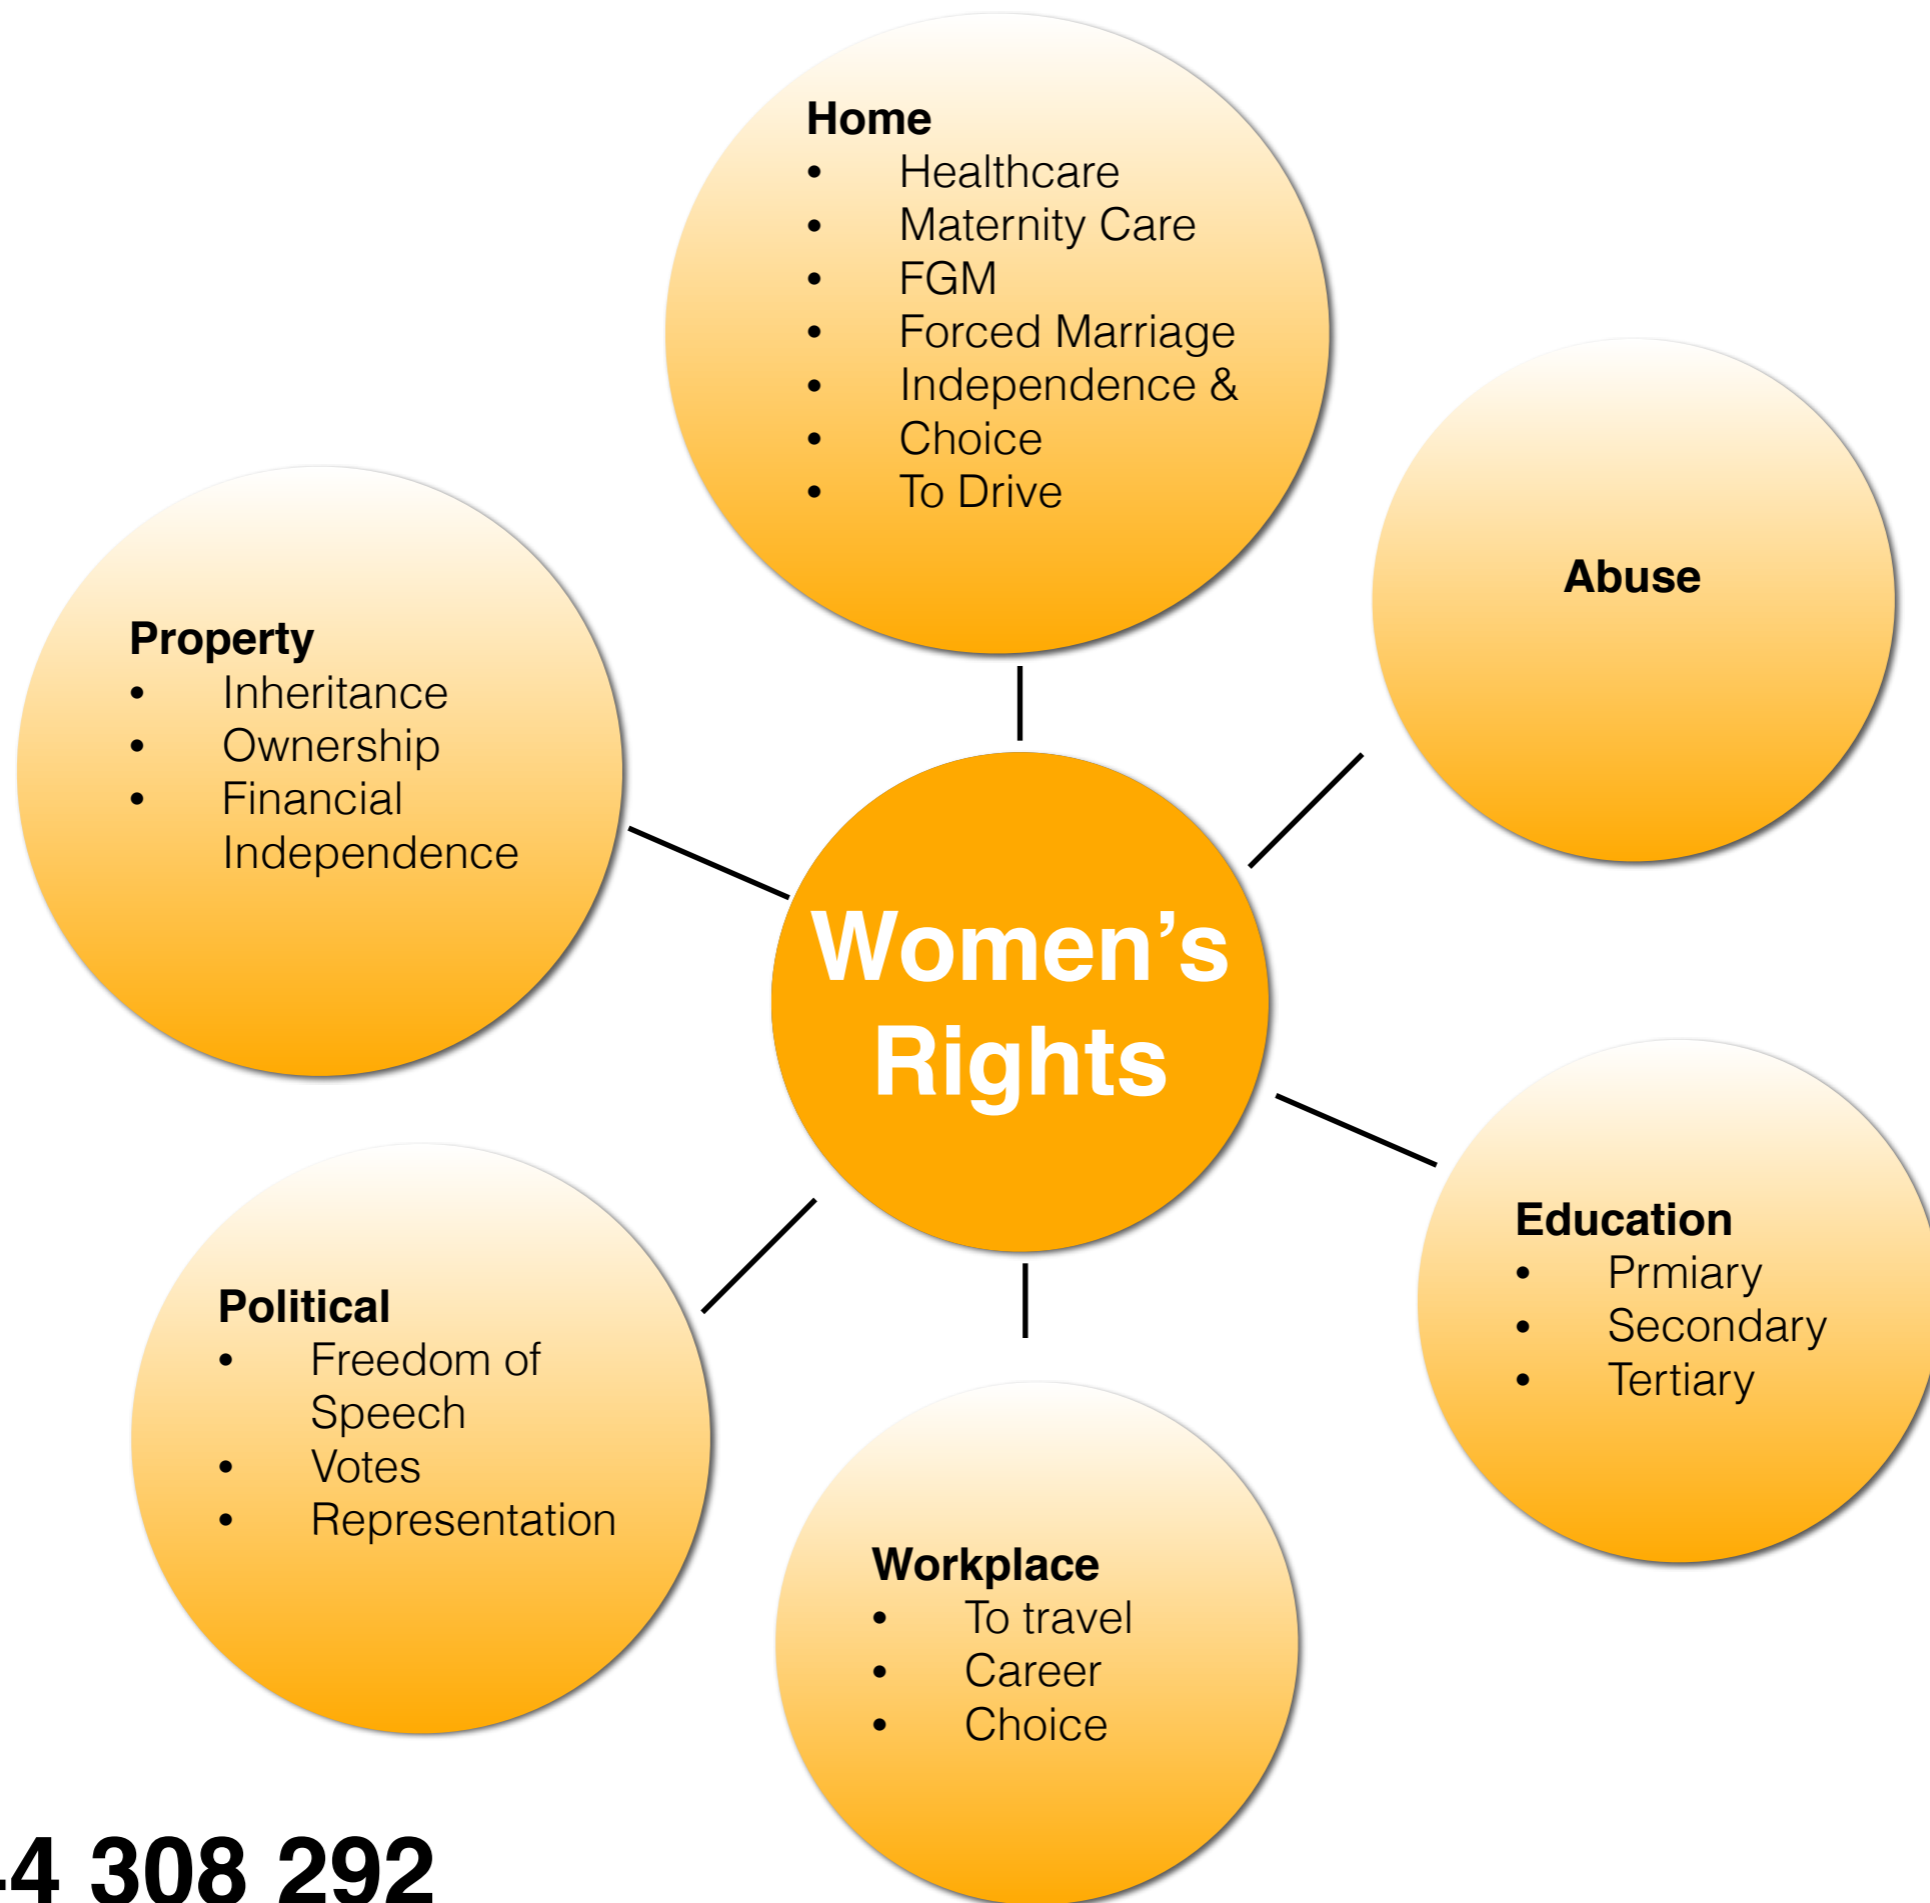 Home
• Healthcare
• Maternity Care
• FGM
• Forced Marriage
• Independence &
• Choice
• To Drive
Abuse
Property
• Inheritance
• Ownership
• Financial
Independence
Women’s
Rights
Education
• Prmiary
• Secondary
• Tertiary
Political
• Freedom of
Speech
• Votes
• Representation
Workplace
• To travel
• Career
• Choice
4 308 292